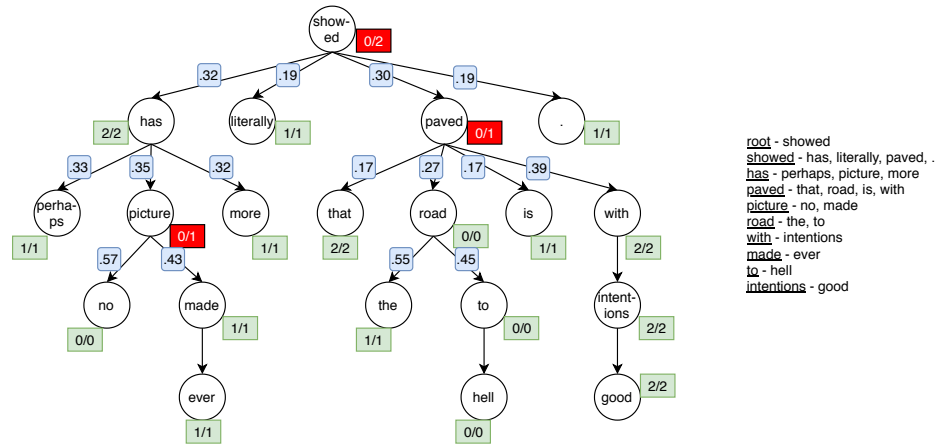 show-
ed
0/2
.32
.19
.30
.19
has
2/2
literally
1/1
paved
0/1
.
1/1
.33
.35
.32
.17
.27
.17
.39
perha-
ps
1/1
picture
0/1
more
1/1
that
2/2
road
0/0
is
1/1
with
2/2
.57
.43
.55
.45
no
0/0
made
1/1
the
1/1
to
0/0
intent-
ions
2/2
ever
1/1
hell
0/0
good
2/2
root - showed
showed - has, literally, paved, .
has - perhaps, picture, more
paved - that, road, is, with
picture - no, made
road - the, to
with - intentions
made - ever
to - hell
intentions - good